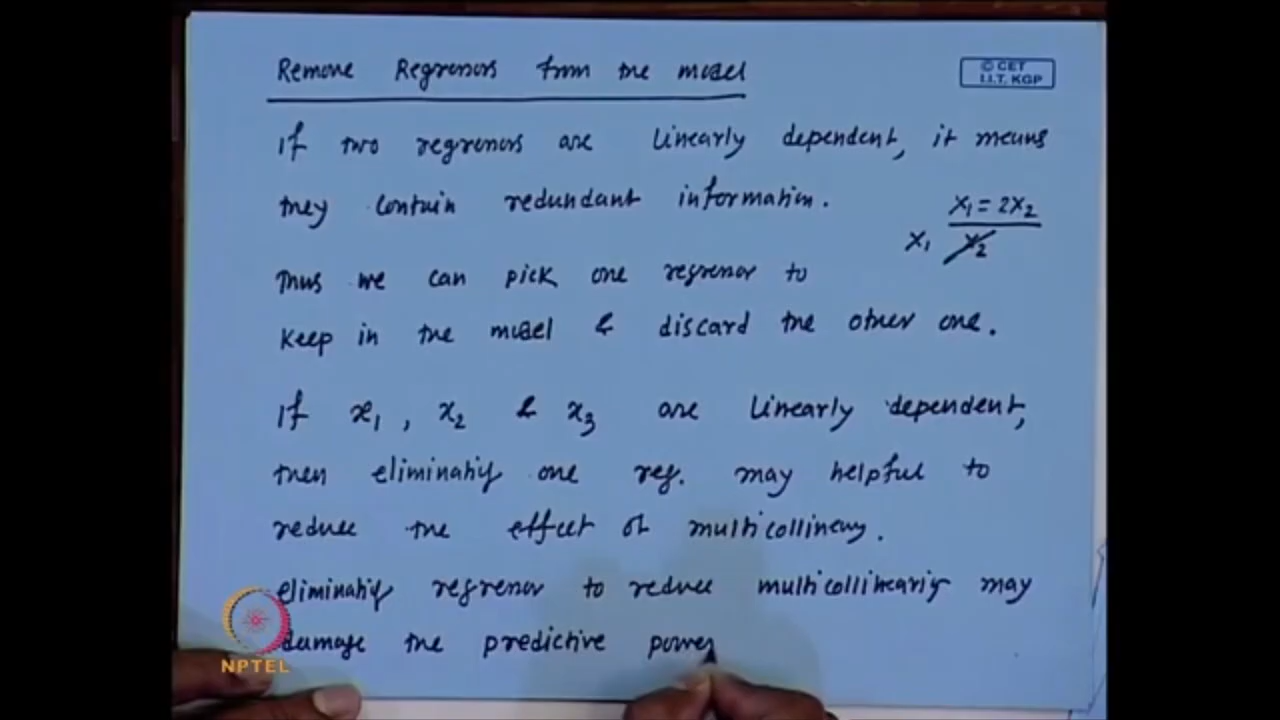 Remove Regressors from the model
© CET
I.I.T. KGP
If two regressors are linearly dependent, it means
they contain redundant information.
x1 = 2x2
x1 x2
Thus we can pick one regressor to
keep in the model & discard the other one.
If x1, x2 & x3 are linearly dependent,
then eliminatig one reg. may helpful to
reduce the effect of multicollineary.
eliminatig regressor to reduce multicollinearity may
damage the predictive power
NPTEL